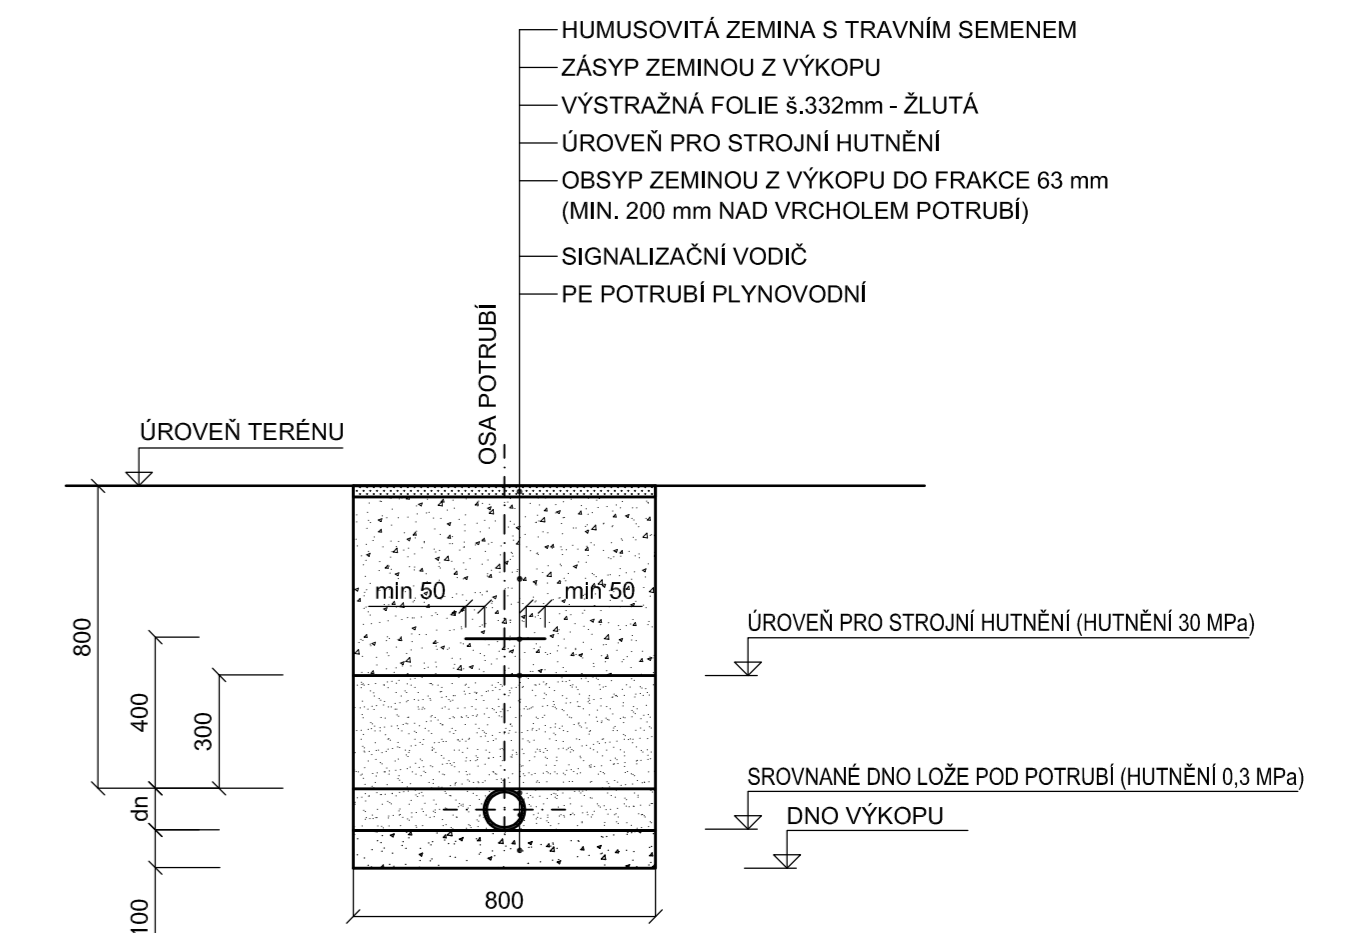 HUMUSOVITÁ ZEMINA S TRAVNÍM SEMENEM
ZÁSYP ZEMINOU Z VÝKOPU
VÝSTRAŽNÁ FOLIE š.332mm - ŽLUTÁ
ÚROVEŇ PRO STROJNÍ HUTNĚNÍ
OBSYP ZEMINOU Z VÝKOPU DO FRAKCE 63 mm
(MIN. 200 mm NAD VRCHOLEM POTRUBÍ)
SIGNALIZAČNÍ VODIČ
PE POTRUBÍ PLYNOVODNÍ
OSA POTRUBÍ
ÚROVEŇ TERÉNU
min 50
min 50
800
400
300
dn
100
800
ÚROVEŇ PRO STROJNÍ HUTNĚNÍ (HUTNĚNÍ 30 MPa)
SROVNANÉ DNO LOŽE POD POTRUBÍ (HUTNĚNÍ 0,3 MPa)
DNO VÝKOPU